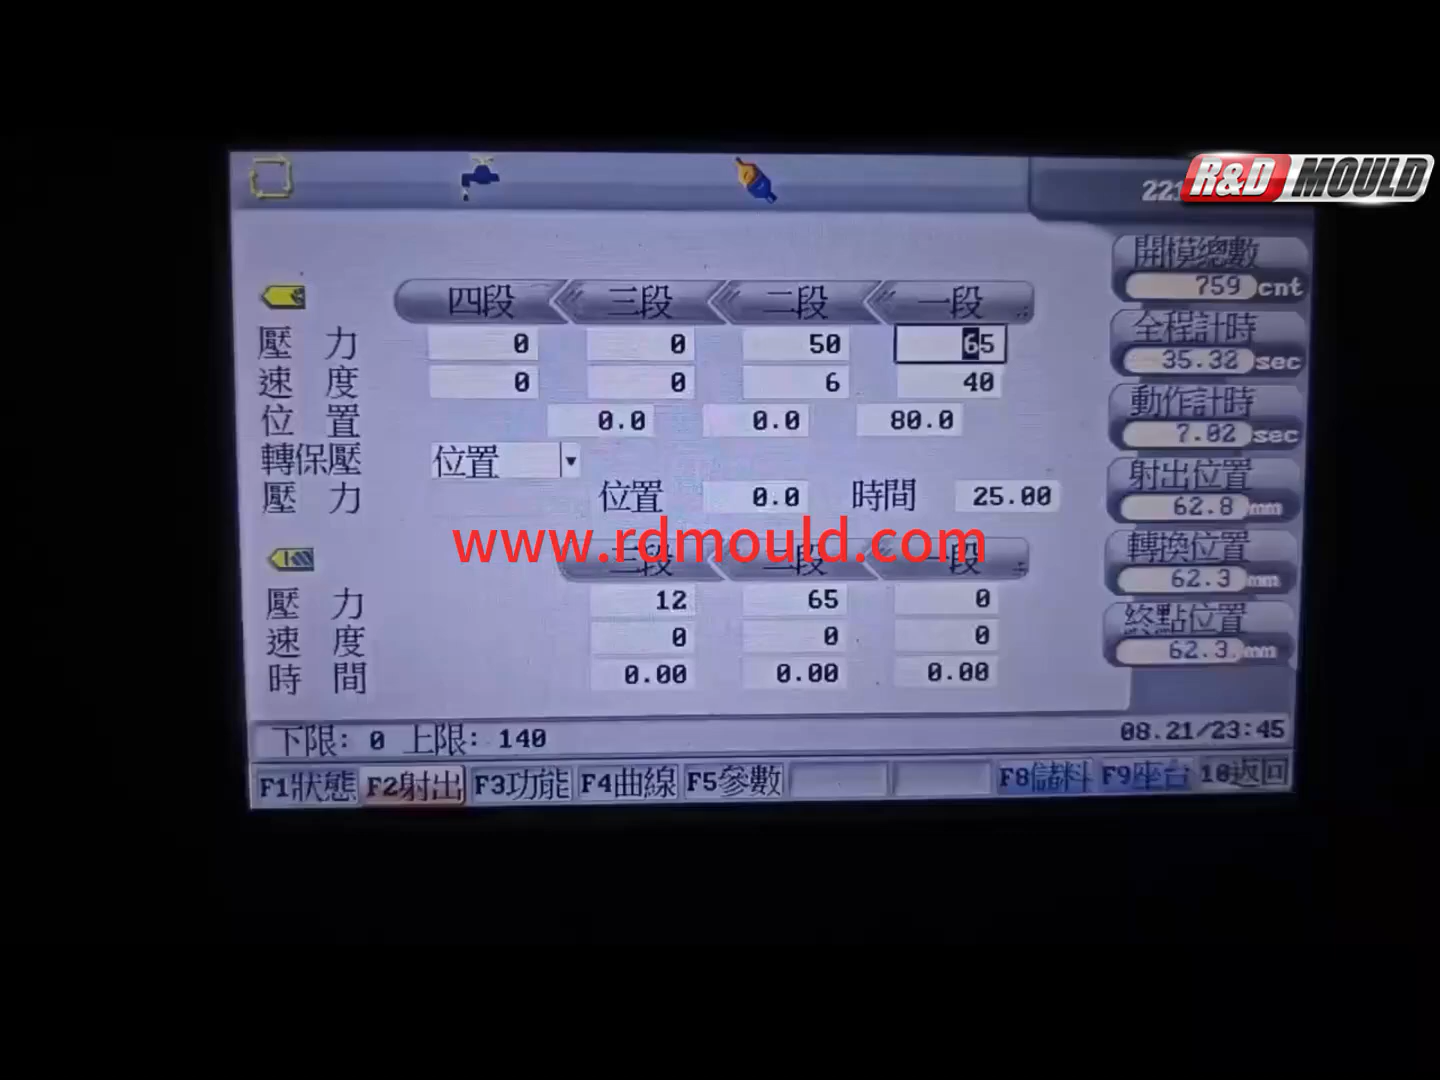 R&D MOULD
221
四段 三段 二段 一段
壓 力 0 0 50 65
速 度 0 0 6 40
位 置 0.0 0.0 80.0
轉保壓 位置
壓 力 位置 0.0 時間 25.00
www.rdmould.com
三段 二段 一段
壓 力 12 65 0
速 度 0 0 0
時 間 0.00 0.00 0.00
開模總數
759 cnt
全程計時
35.32 sec
動作計時
7.02 sec
射出位置
62.8 mm
轉換位置
62.3 mm
終點位置
62.3 mm
下限: 0 上限: 140 08.21/23:45
F1狀態 F2射出 F3功能 F4曲線 F5參數 F8儲料 F9座台 10返回